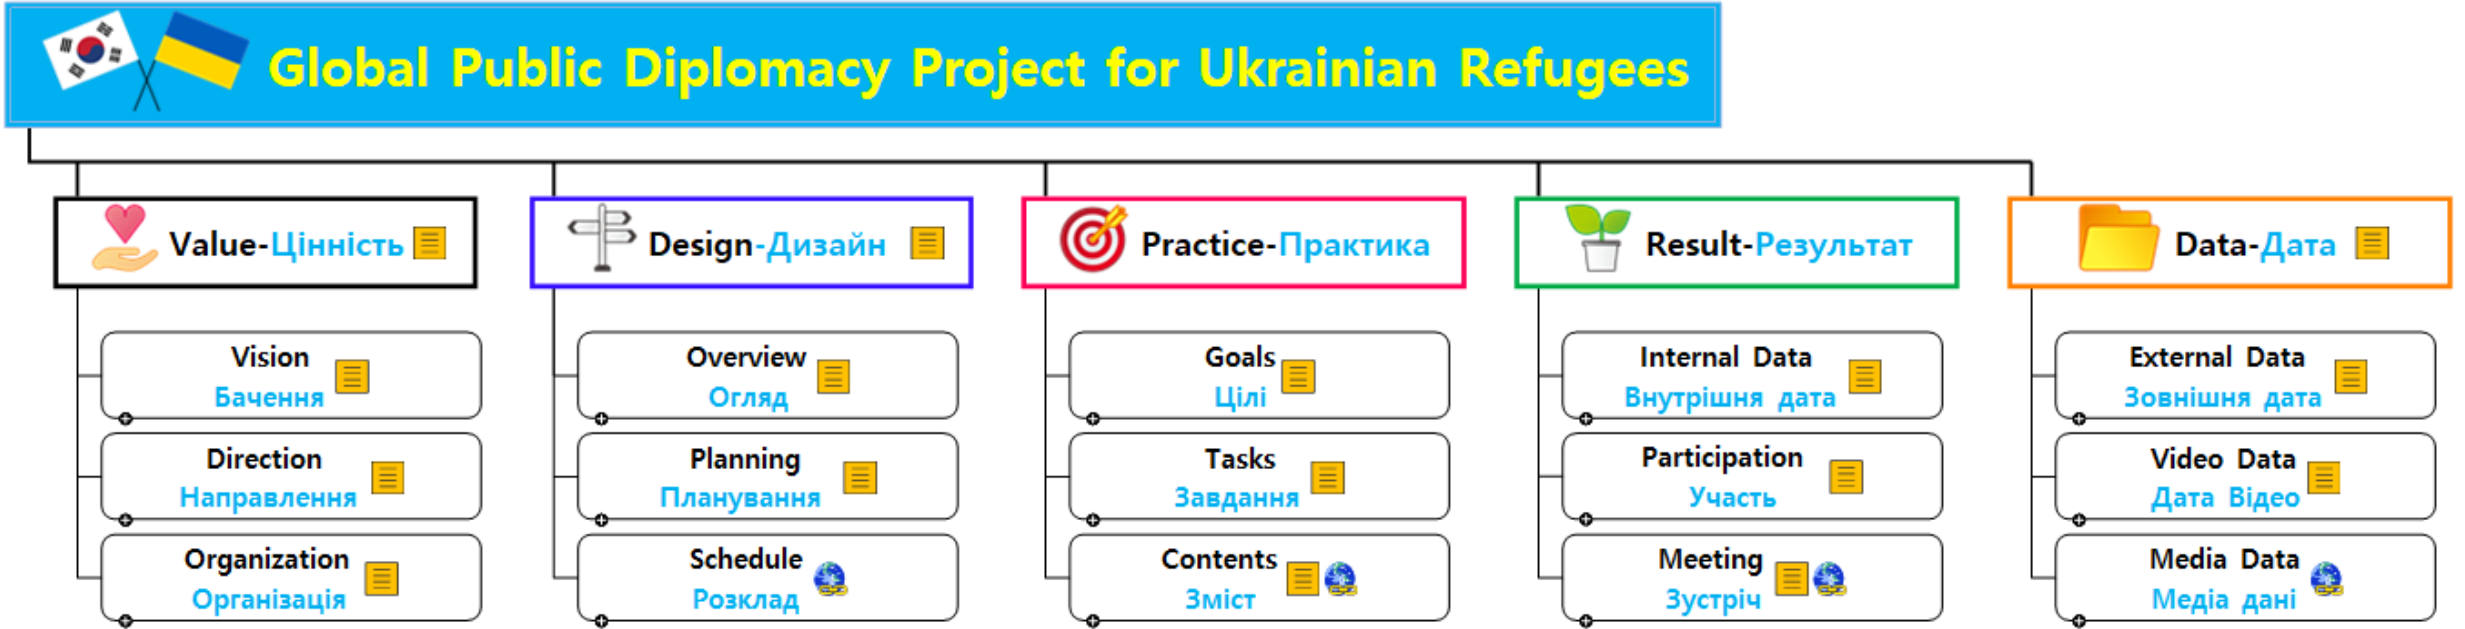 Global Public Diplomacy Project for Ukrainian Refugees
Value-Цінність
Vision
Бачення
Direction
Направлення
Organization
Організація
Design-Дизайн
Overview
Огляд
Planning
Планування
Schedule
Розклад
Practice-Практика
Goals
Цілі
Tasks
Завдання
Contents
Зміст
Result-Результат
Internal Data
Внутрішня дата
Participation
Участь
Meeting
Зустріч
Data-Дата
External Data
Зовнішня дата
Video Data
Дата Відео
Media Data
Медіа дані